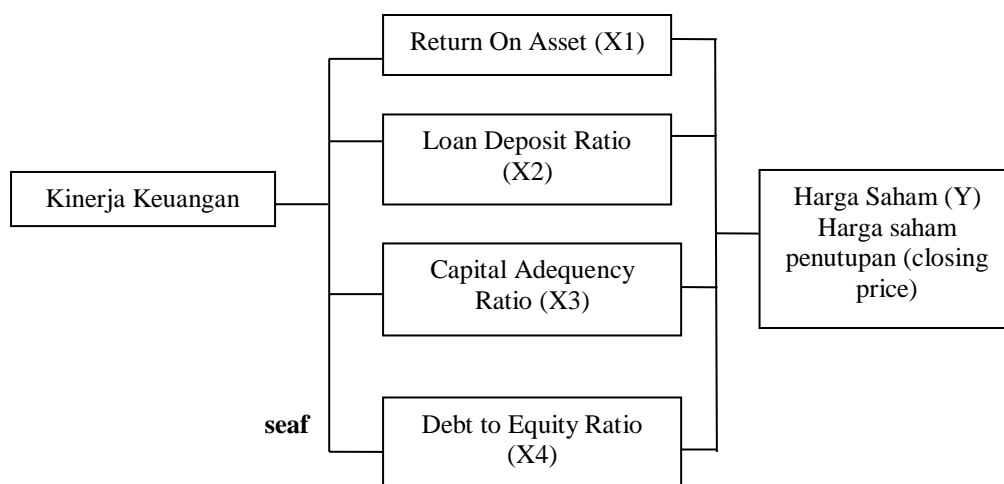 Return On Asset (X1)
Loan Deposit Ratio
(X2)
Kinerja Keuangan
Harga Saham (Y)
Harga saham
penutupan (closing
price)
Capital Adequency
Ratio (X3)
seaf
Debt to Equity Ratio
(X4)